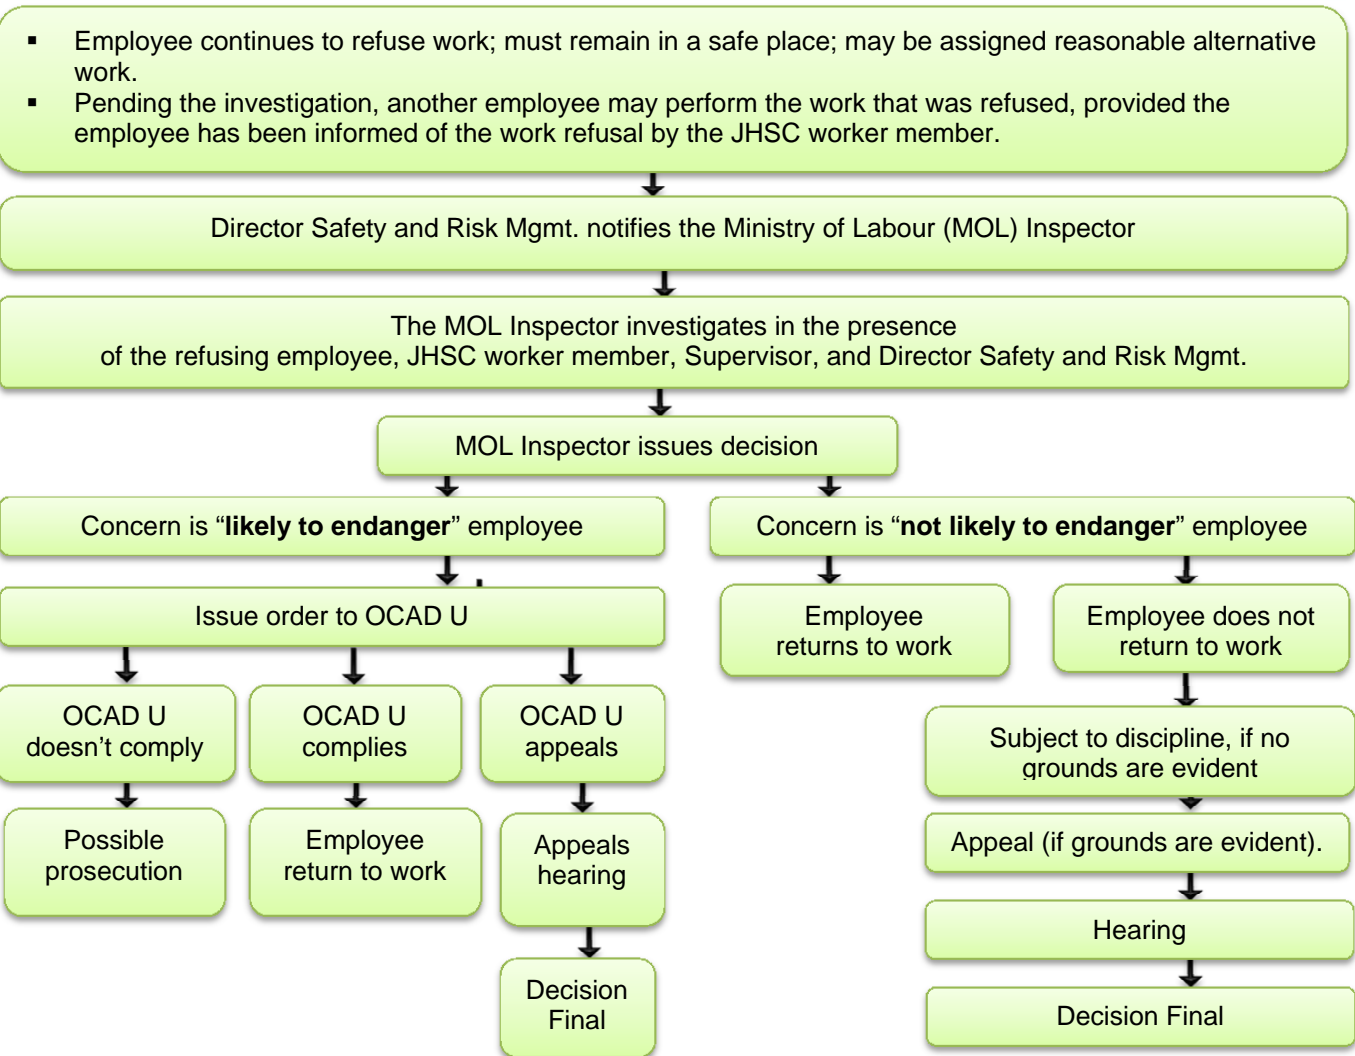 ▪ Employee continues to refuse work; must remain in a safe place; may be assigned reasonable alternative
work.
▪ Pending the investigation, another employee may perform the work that was refused, provided the
employee has been informed of the work refusal by the JHSC worker member.
Director Safety and Risk Mgmt. notifies the Ministry of Labour (MOL) Inspector
The MOL Inspector investigates in the presence
of the refusing employee, JHSC worker member, Supervisor, and Director Safety and Risk Mgmt.
MOL Inspector issues decision
Concern is “likely to endanger” employee
Concern is “not likely to endanger” employee
Issue order to OCAD U
Employee
returns to work
Employee does not
return to work
OCAD U
doesn’t comply
OCAD U
complies
OCAD U
appeals
Subject to discipline, if no
grounds are evident
Possible
prosecution
Employee
return to work
Appeals
hearing
Appeal (if grounds are evident).
Hearing
Decision
Final
Decision Final